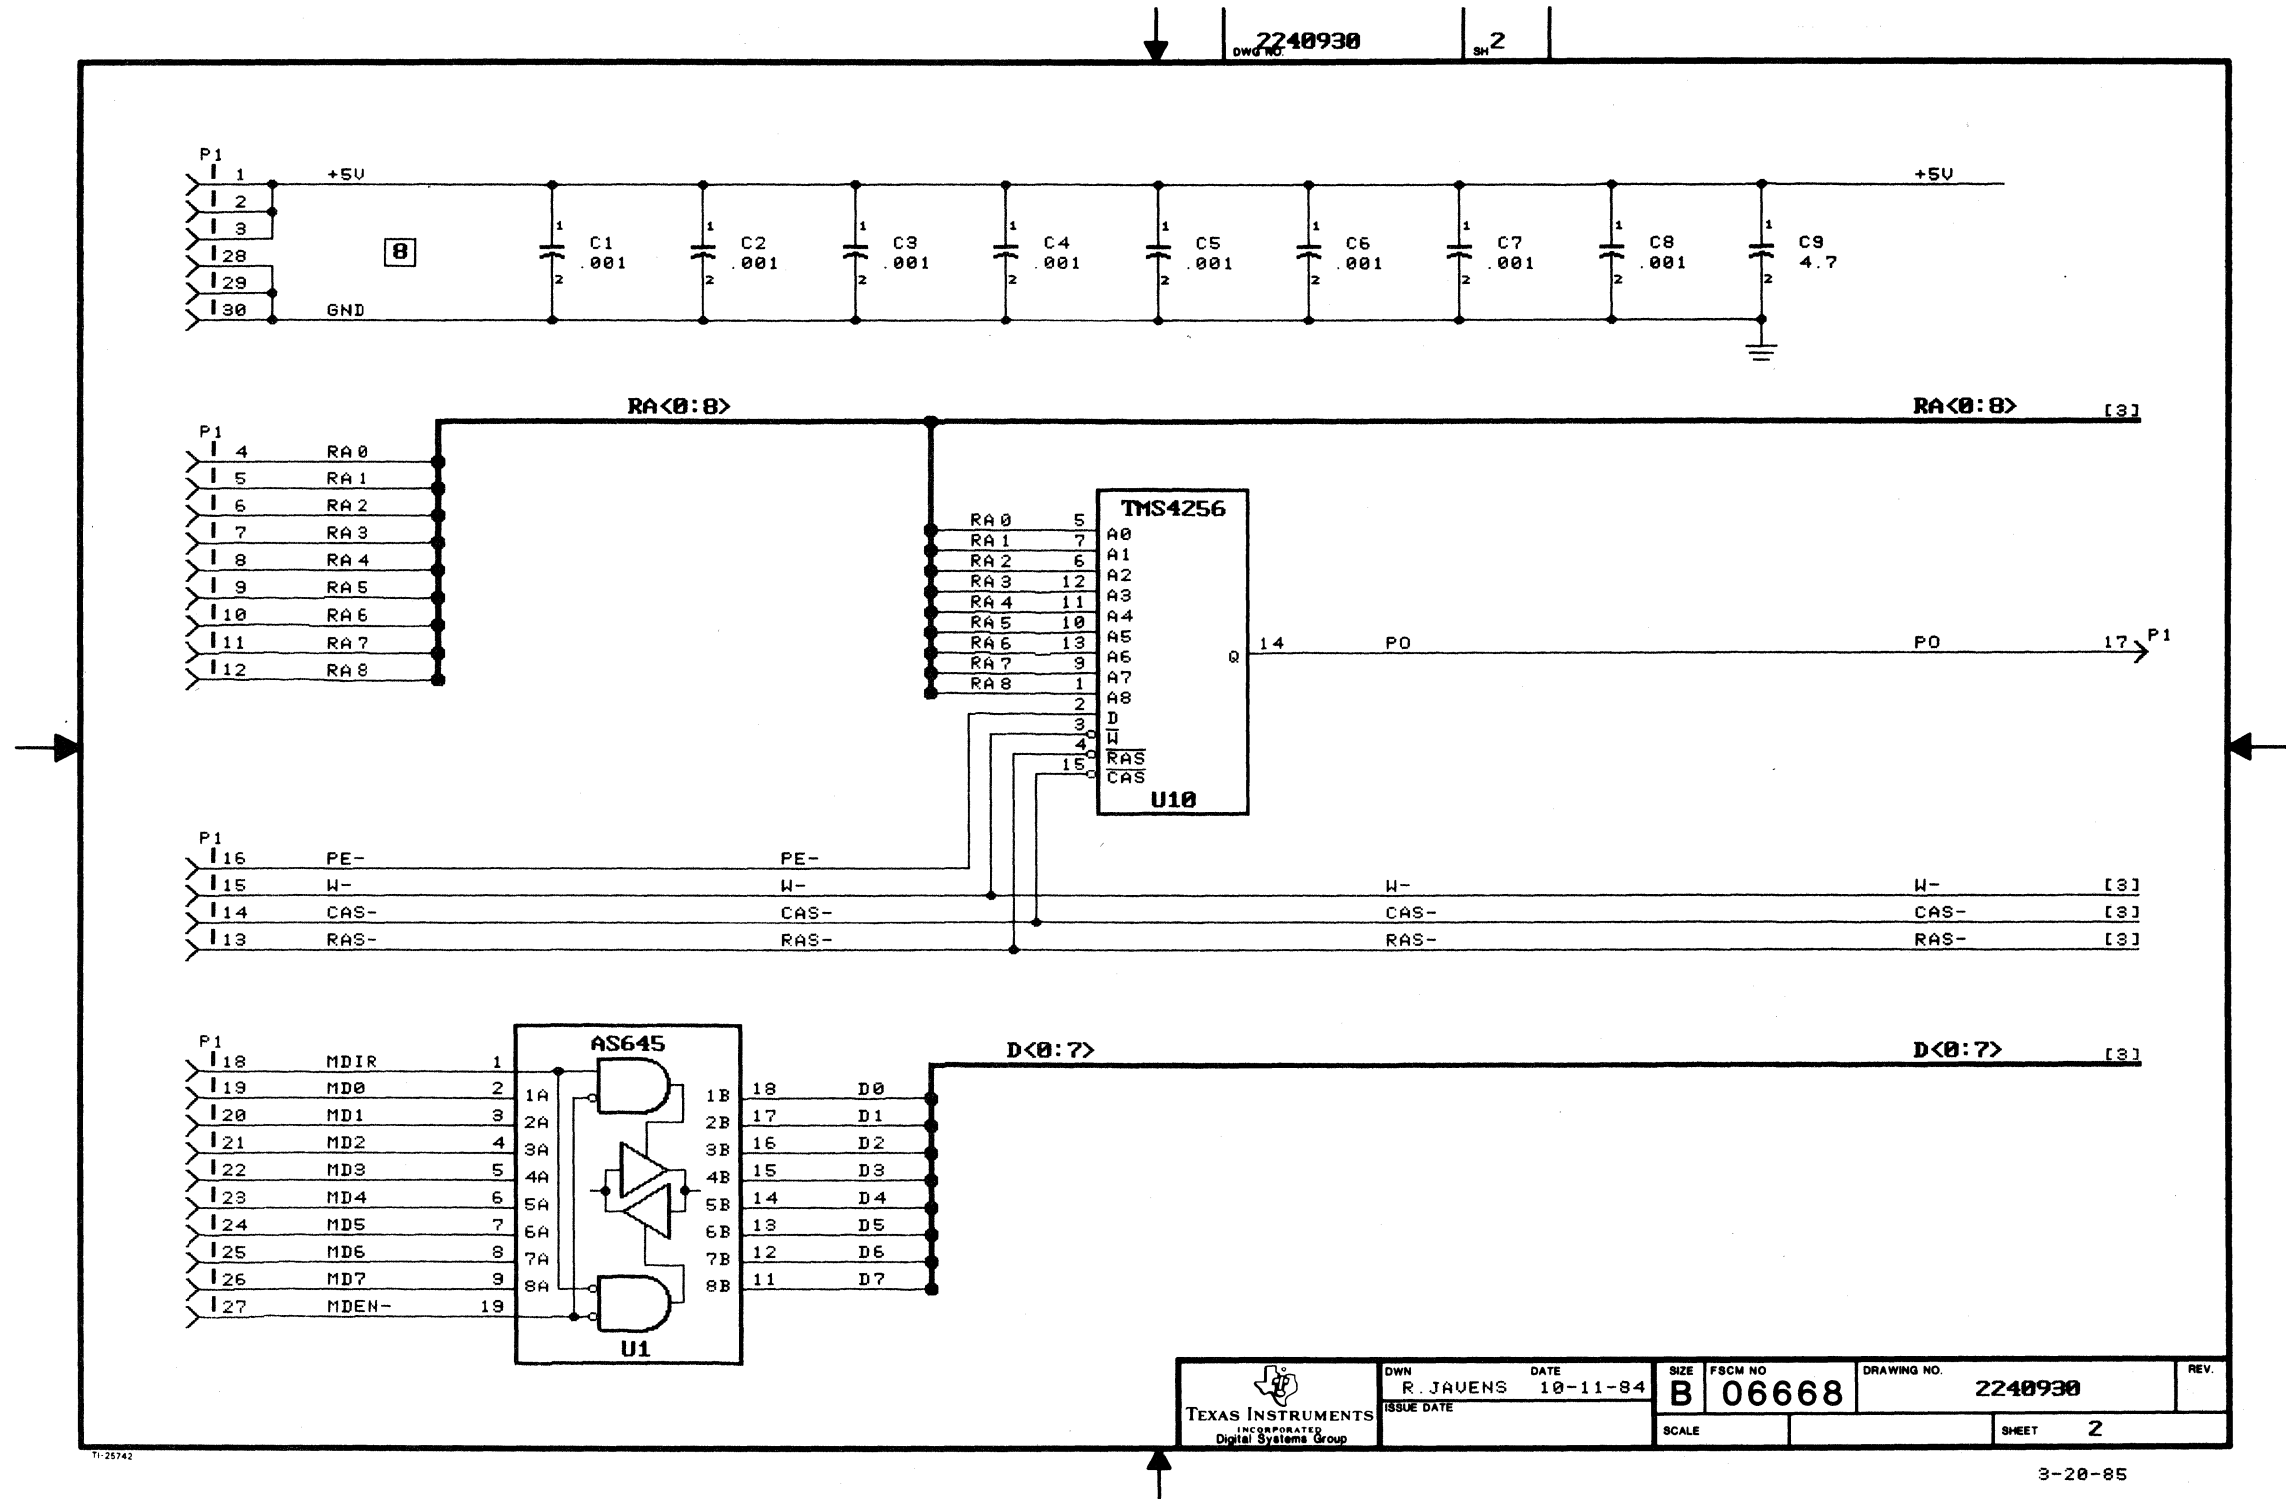 DWG NO. 2240930 SH 2
P1
1 +5V +5V
2
3
28
29
30 GND
8
1 C1 .001 2
1 C2 .001 2
1 C3 .001 2
1 C4 .001 2
1 C5 .001 2
1 C6 .001 2
1 C7 .001 2
1 C8 .001 2
1 C9 4.7 2
RA<0:8> RA<0:8> [3]
P1
4 RA0
5 RA1
6 RA2
7 RA3
8 RA4
9 RA5
10 RA6
11 RA7
12 RA8
TMS4256
RA0 5 A0
RA1 7 A1
RA2 6 A2
RA3 12 A3
RA4 11 A4
RA5 10 A5
RA6 13 A6
RA7 9 A7
RA8 1 A8
2 D
3 W
4 RAS
15 CAS
U10
Q 14 PO PO 17 P1
P1
16 PE- PE-
15 W- W- W- W- [3]
14 CAS- CAS- CAS- CAS- [3]
13 RAS- RAS- RAS- RAS- [3]
AS645
P1
18 MDIR 1
19 MD0 2 1A 1B 18 D0
20 MD1 3 2A 2B 17 D1
21 MD2 4 3A 3B 16 D2
22 MD3 5 4A 4B 15 D3
23 MD4 6 5A 5B 14 D4
24 MD5 7 6A 6B 13 D5
25 MD6 8 7A 7B 12 D6
26 MD7 9 8A 8B 11 D7
27 MDEN- 19
U1
D<0:7> D<0:7> [3]
TEXAS INSTRUMENTS
INCORPORATED
Digital Systems Group
DWN DATE
R.JAVENS 10-11-84
ISSUE DATE
SIZE B
FSCM NO 06668
DRAWING NO. 2240930
REV.
SCALE
SHEET 2
TI-25742
3-20-85